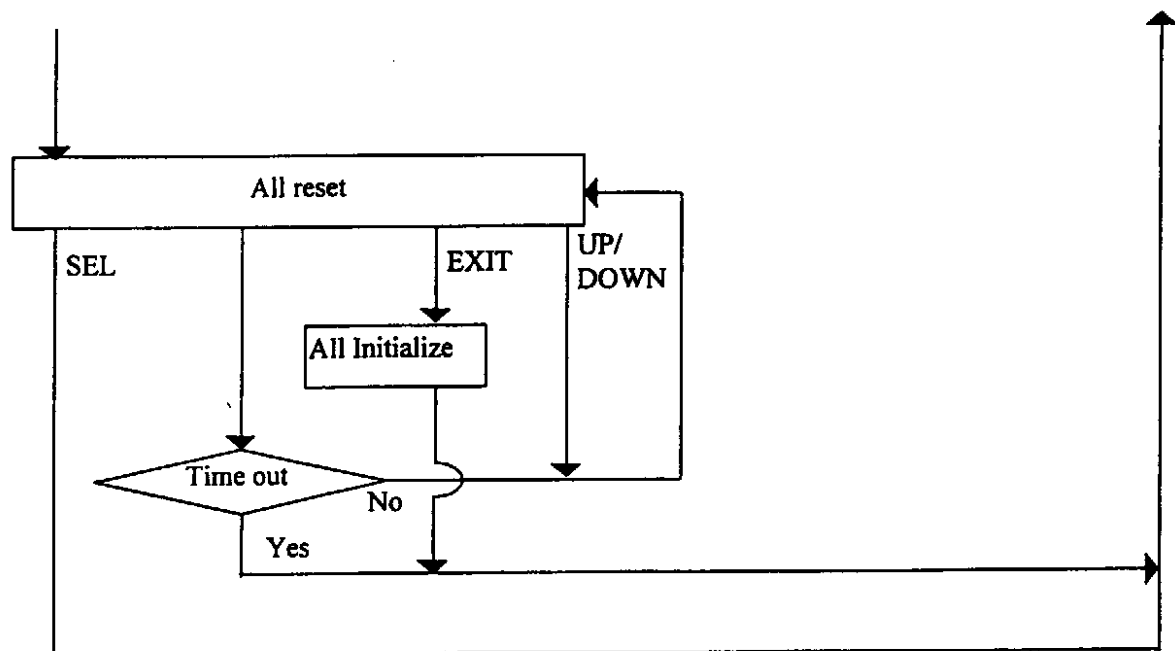 All reset
SEL
EXIT
UP/
DOWN
All Initialize
Time out
No
Yes